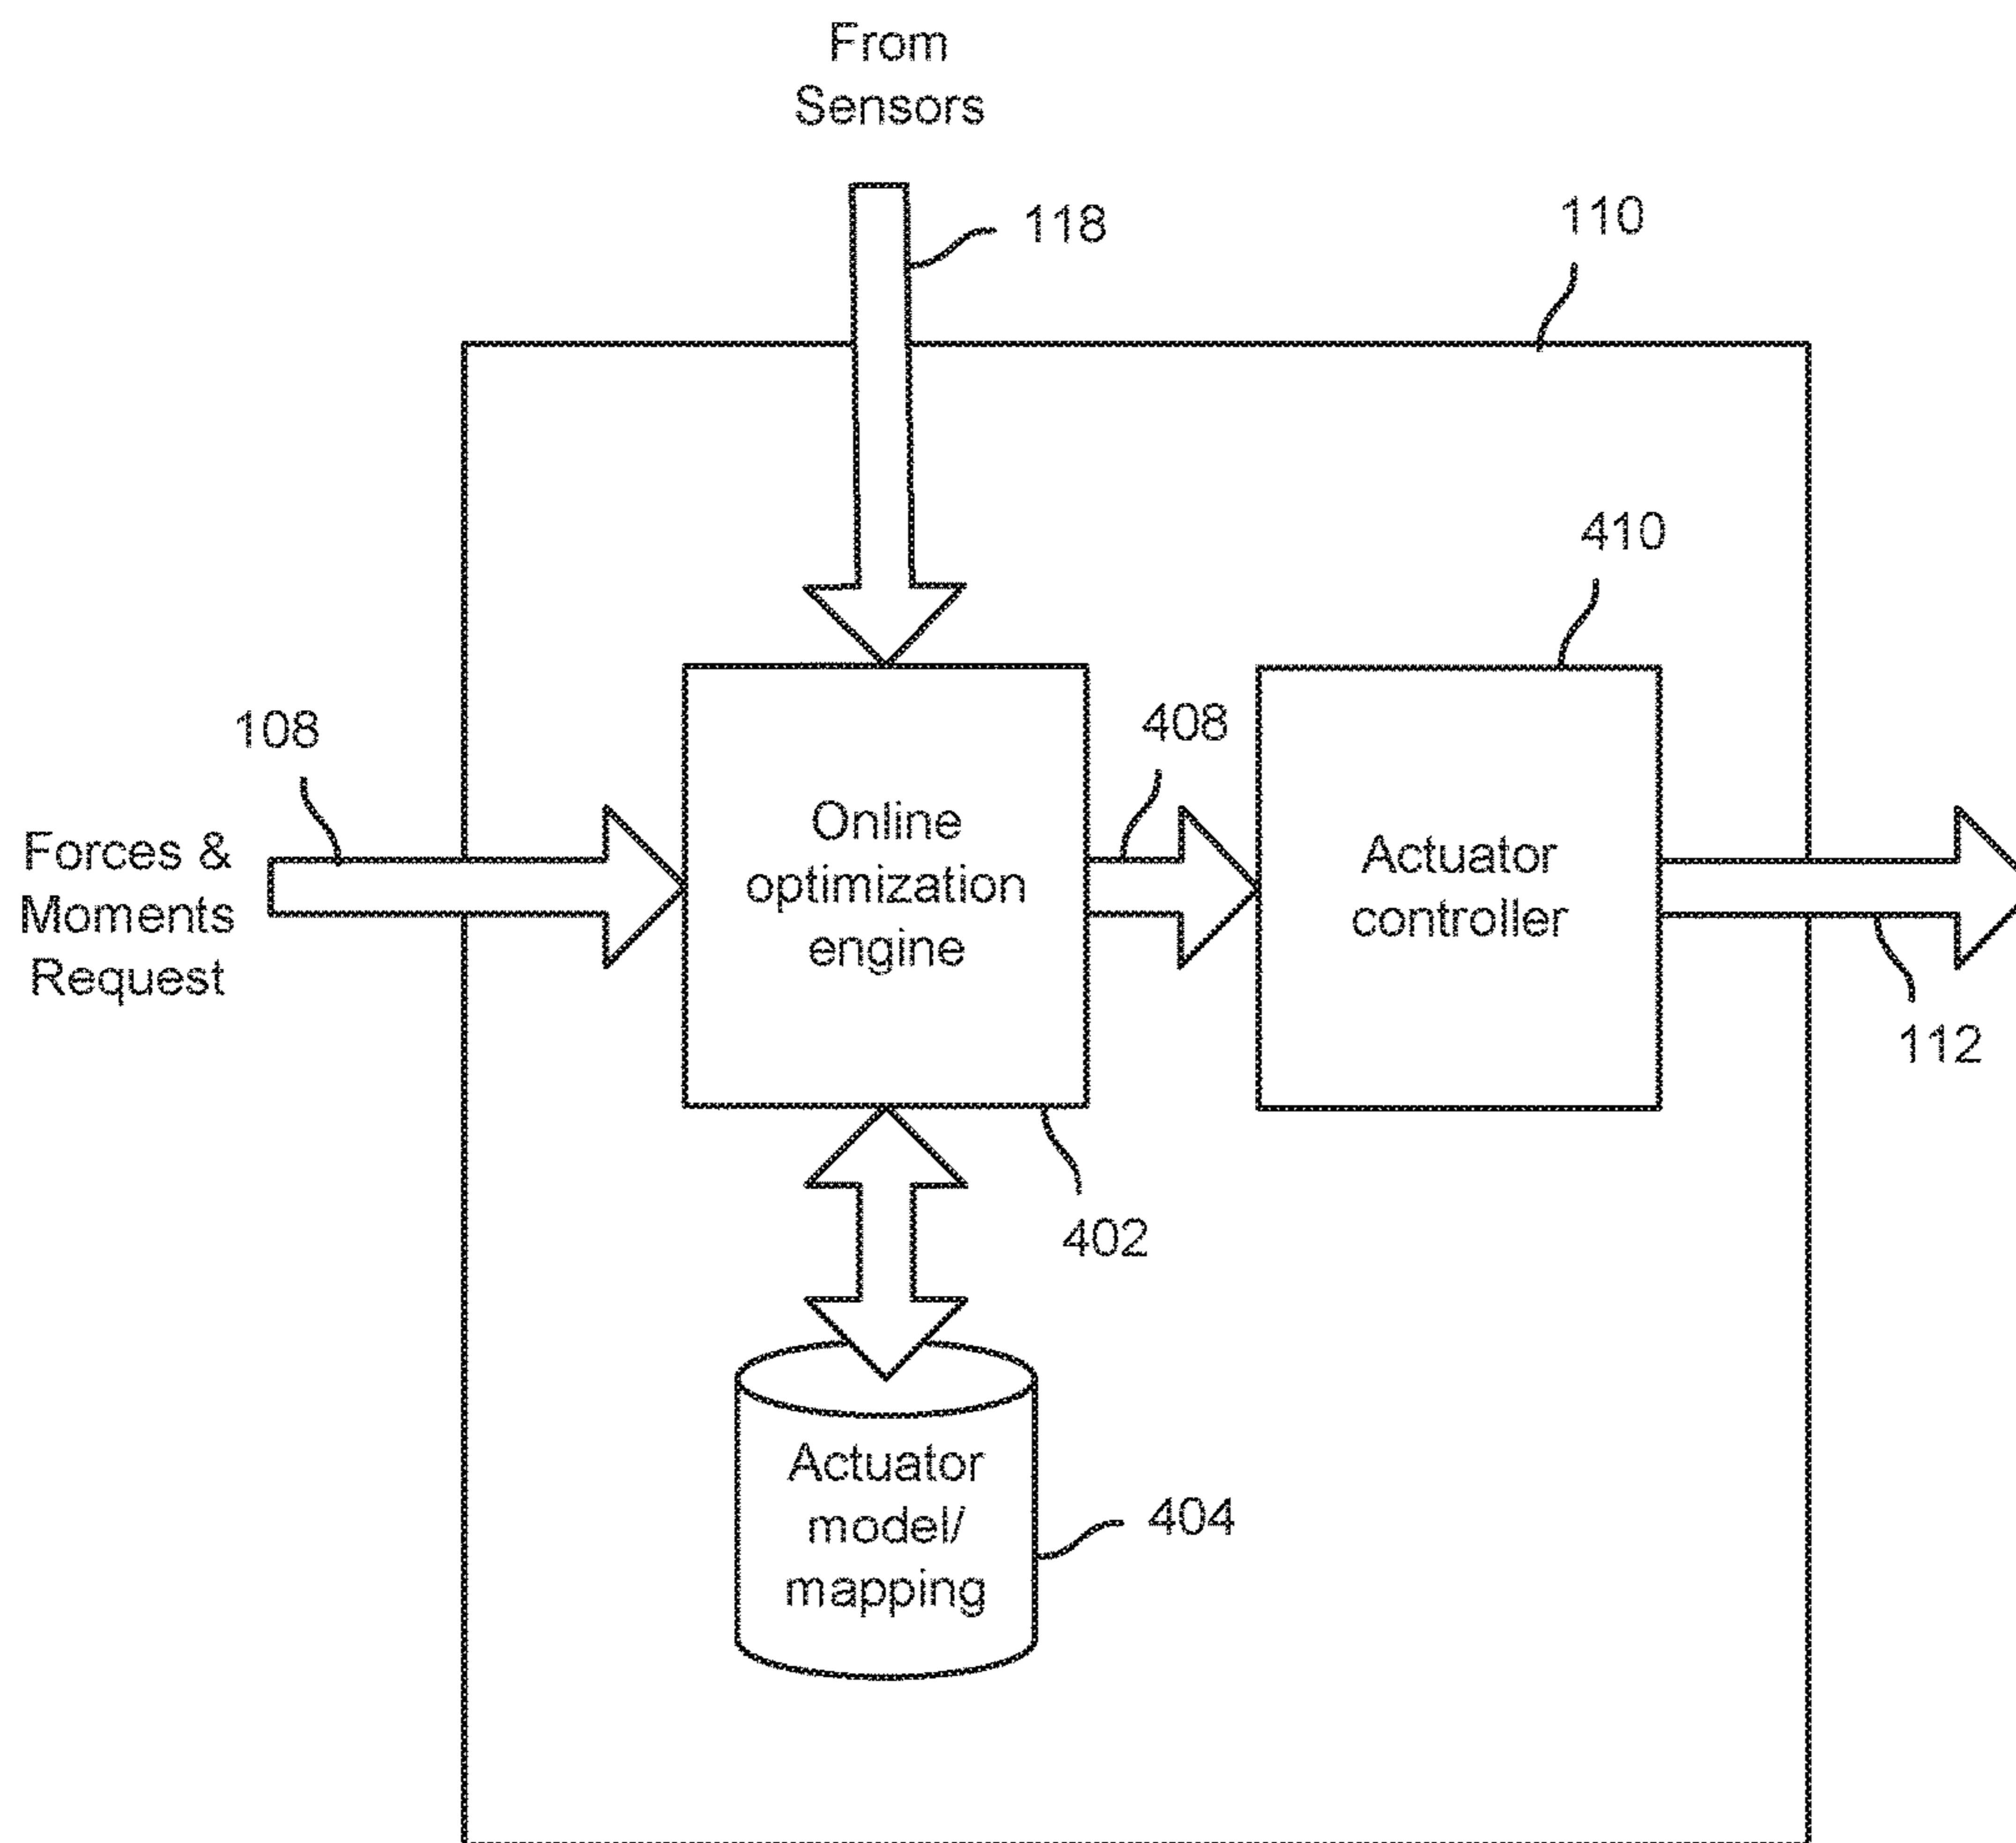 From
Sensors
118
110
410
108
408
Forces &
Moments
Request
Online
optimization
engine
Actuator
controller
112
402
Actuator
model/
mapping
404